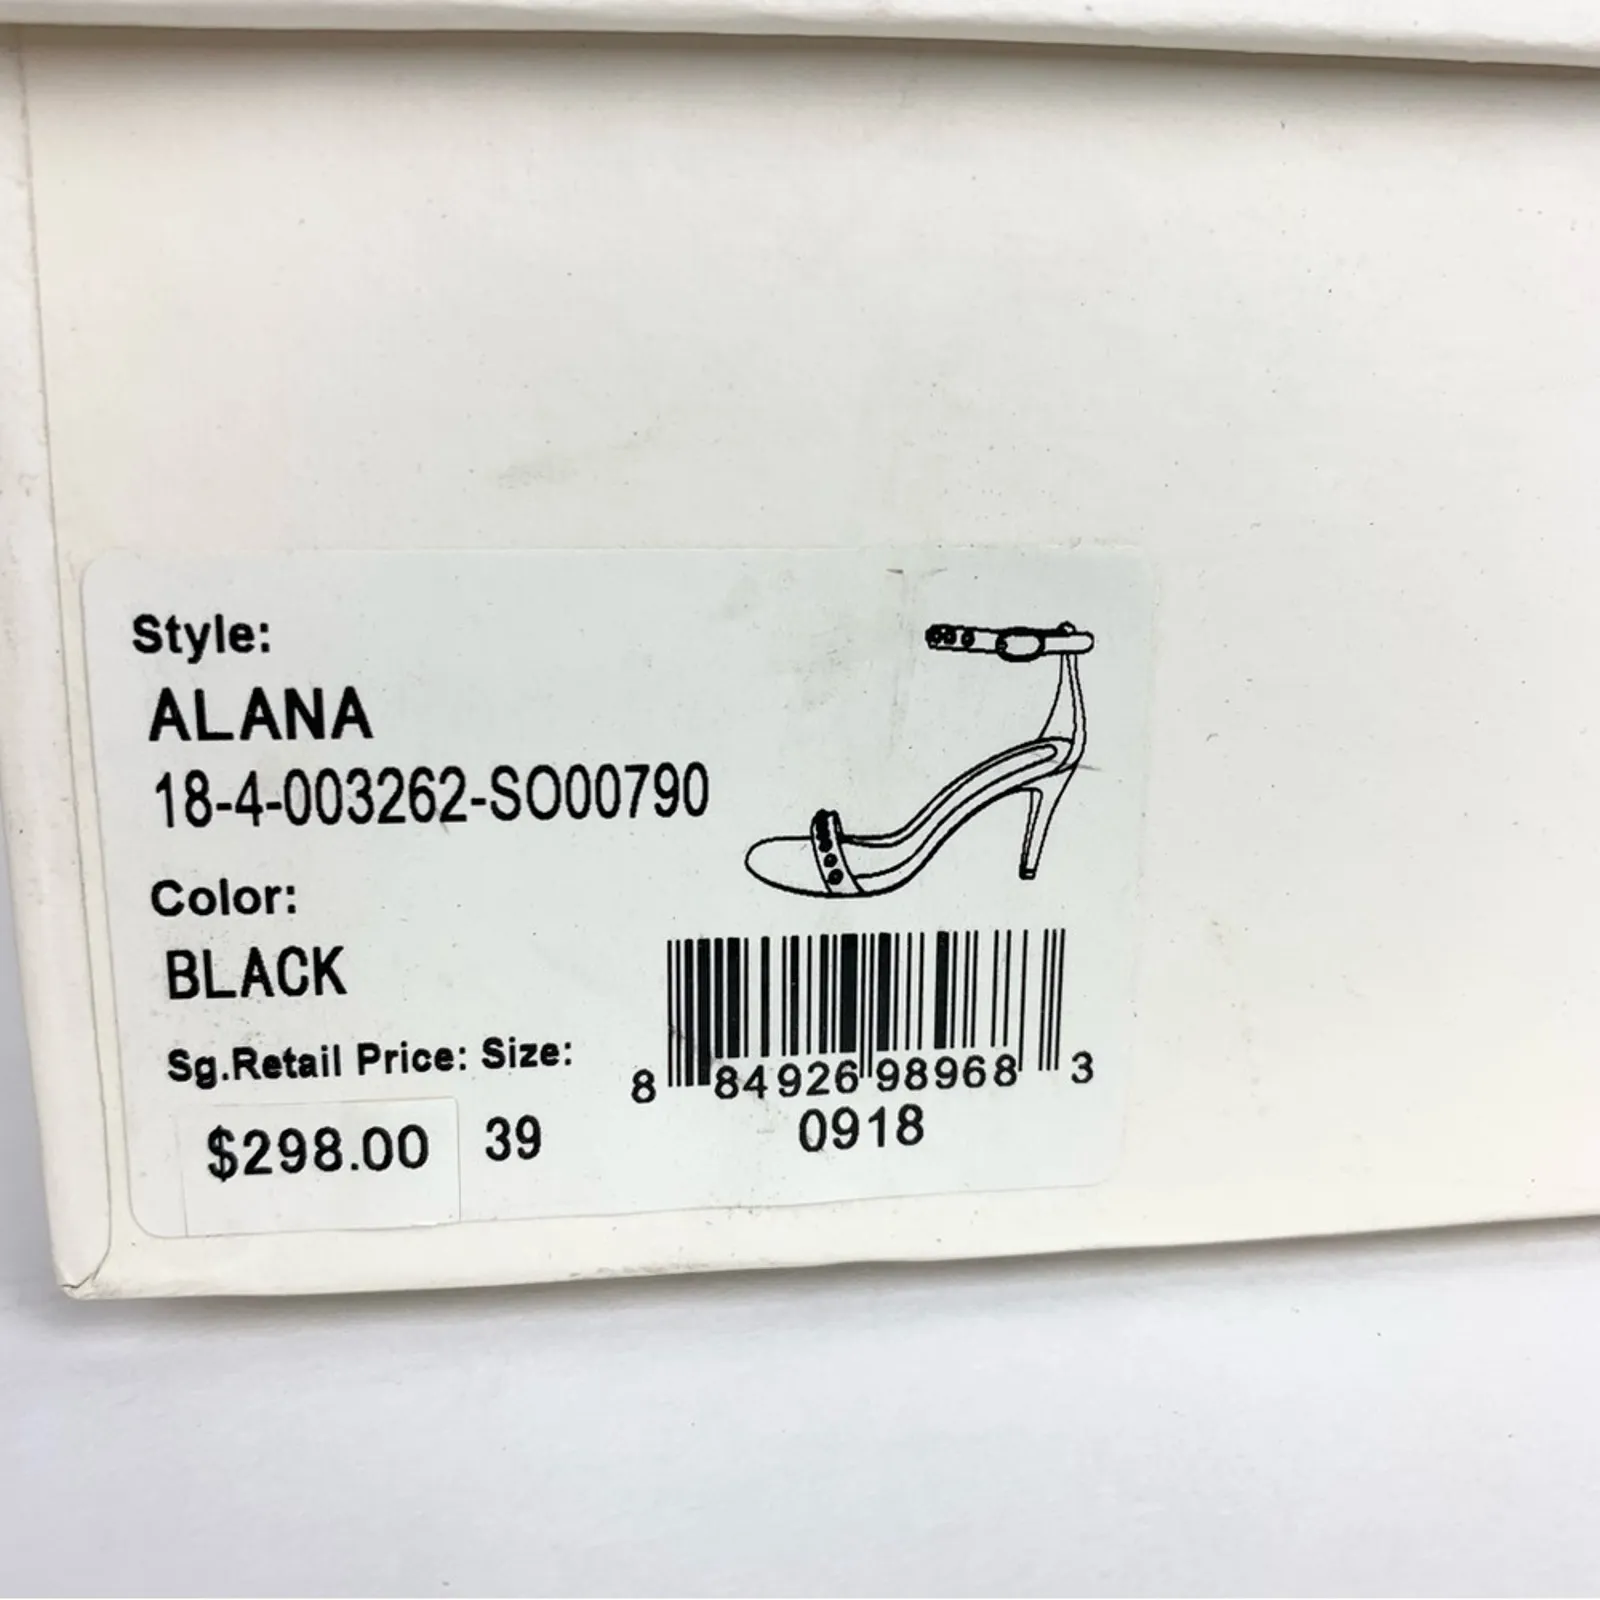 Style:
ALANA
18-4-003262-SO00790
Color:
BLACK
Sg.Retail Price: Size:
$298.00 39
8 84926 98968 3
0918